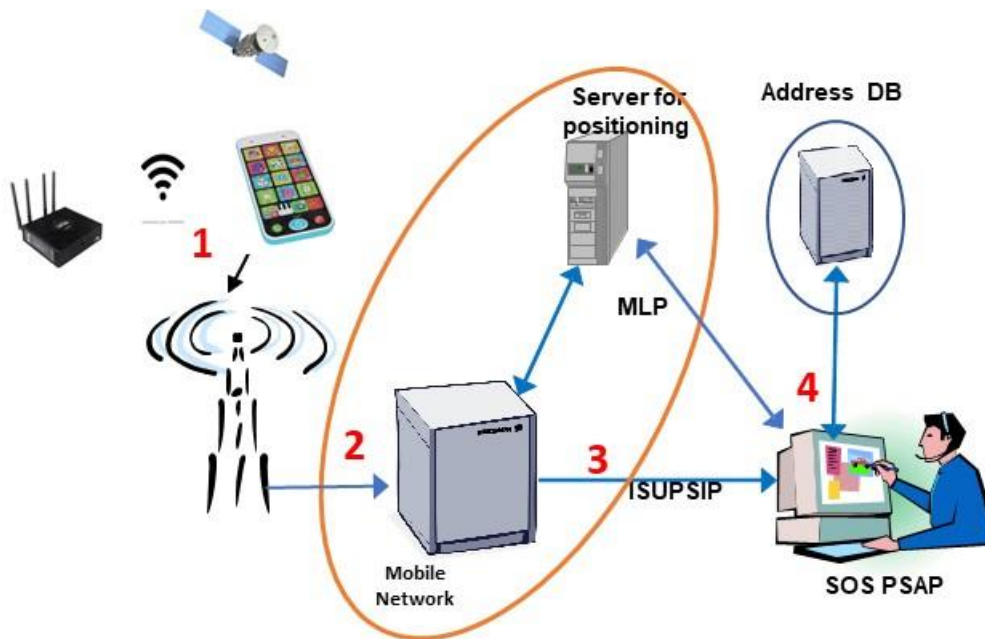 Server for
positioning
Address DB
1
MLP
4
2
3
ISUPSIP
Mobile
Network
SOS PSAP